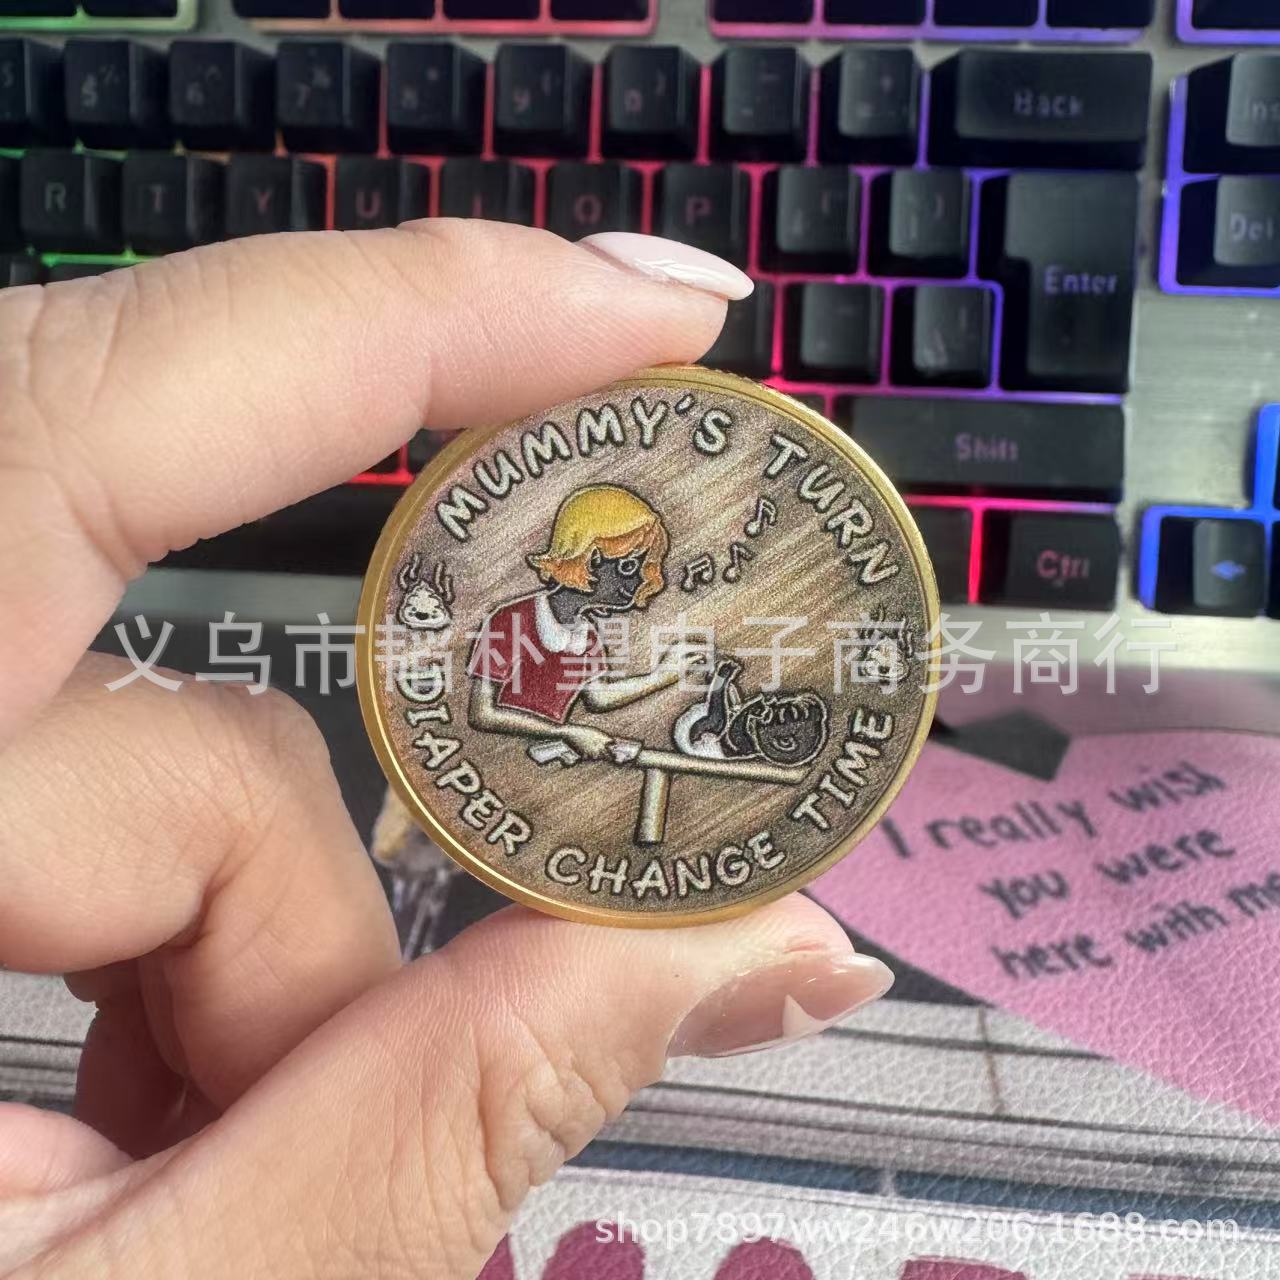 Back
Ins
R T Y U I O P
Del
Enter
Shift
Ctrl
MUMMY'S TURN
DIAPER CHANGE TIME
义乌市韬朴望电子商务商行
I really wish
you were
here with me
shop7897ww246w206.1688.com